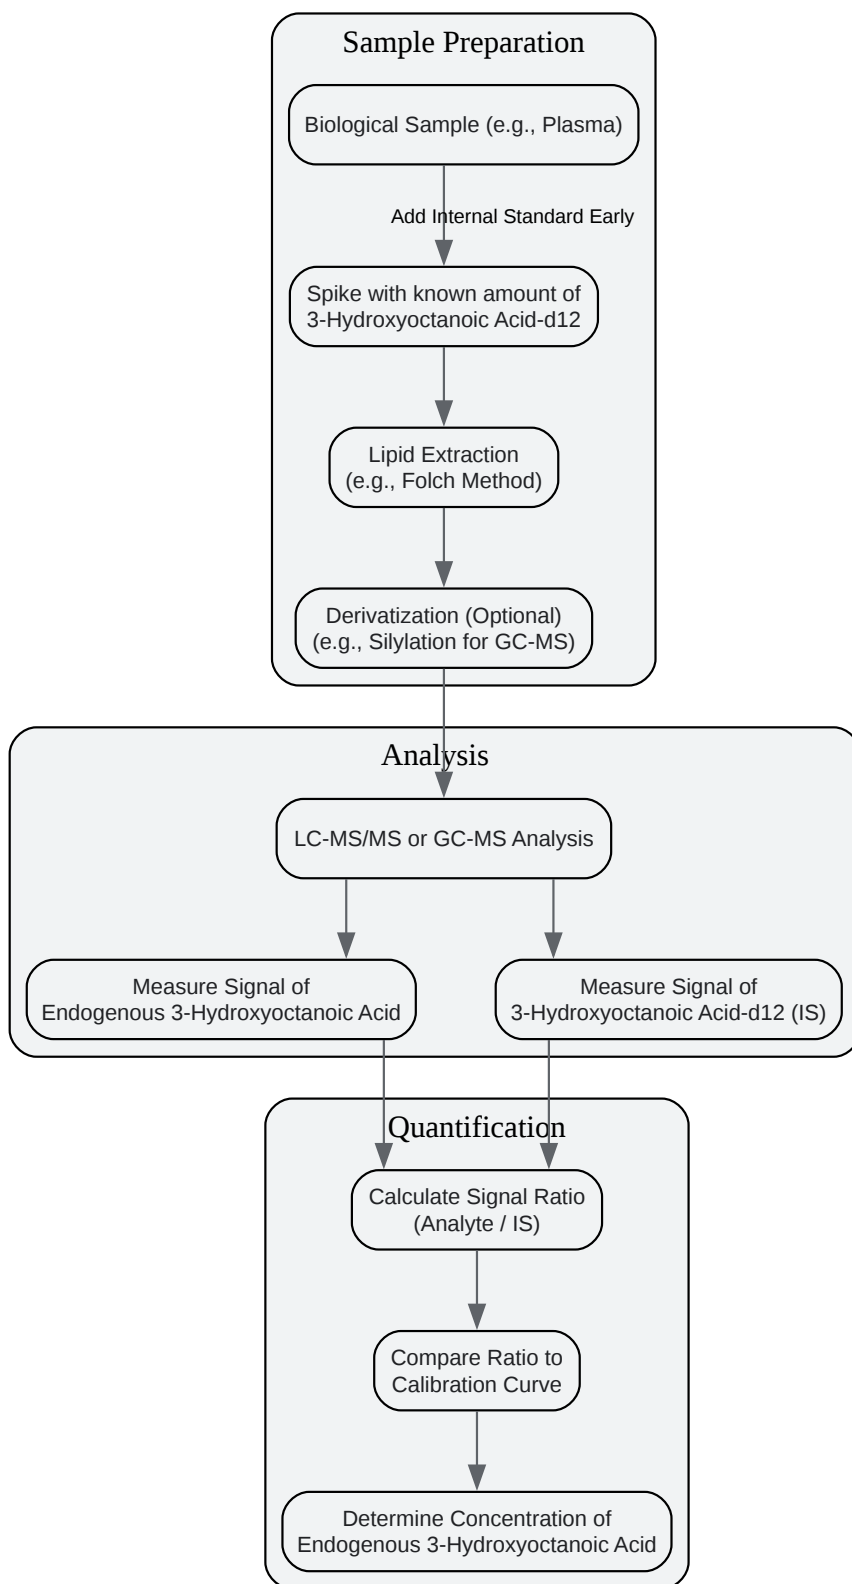 Sample Preparation
Biological Sample (e.g., Plasma)
Add Internal Standard Early
Spike with known amount of
3-Hydroxyoctanoic Acid-d12
Lipid Extraction
(e.g., Folch Method)
Derivatization (Optional)
(e.g., Silylation for GC-MS)
Analysis
LC-MS/MS or GC-MS Analysis
Measure Signal of
Endogenous 3-Hydroxyoctanoic Acid
Measure Signal of
3-Hydroxyoctanoic Acid-d12 (IS)
Quantification
Calculate Signal Ratio
(Analyte / IS)
Compare Ratio to
Calibration Curve
Determine Concentration of
Endogenous 3-Hydroxyoctanoic Acid